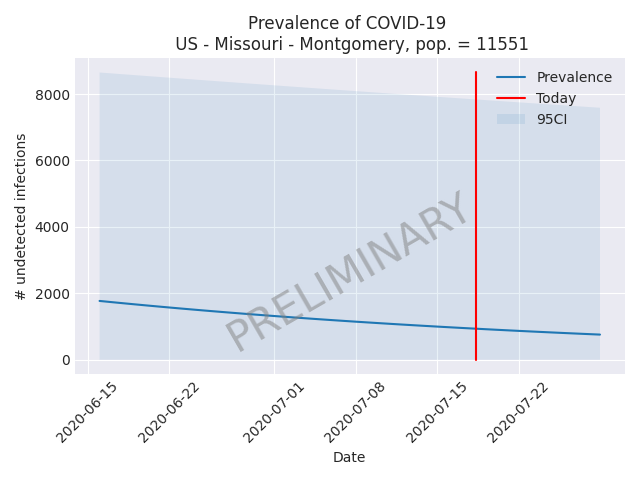 Prevalence of COVID-19
US - Missouri - Montgomery, pop. = 11551
Prevalence
Today
95CI
# undetected infections
8000
6000
4000
2000
0
PRELIMINARY
2020-06-15
2020-06-22
2020-07-01
2020-07-08
2020-07-15
2020-07-22
Date